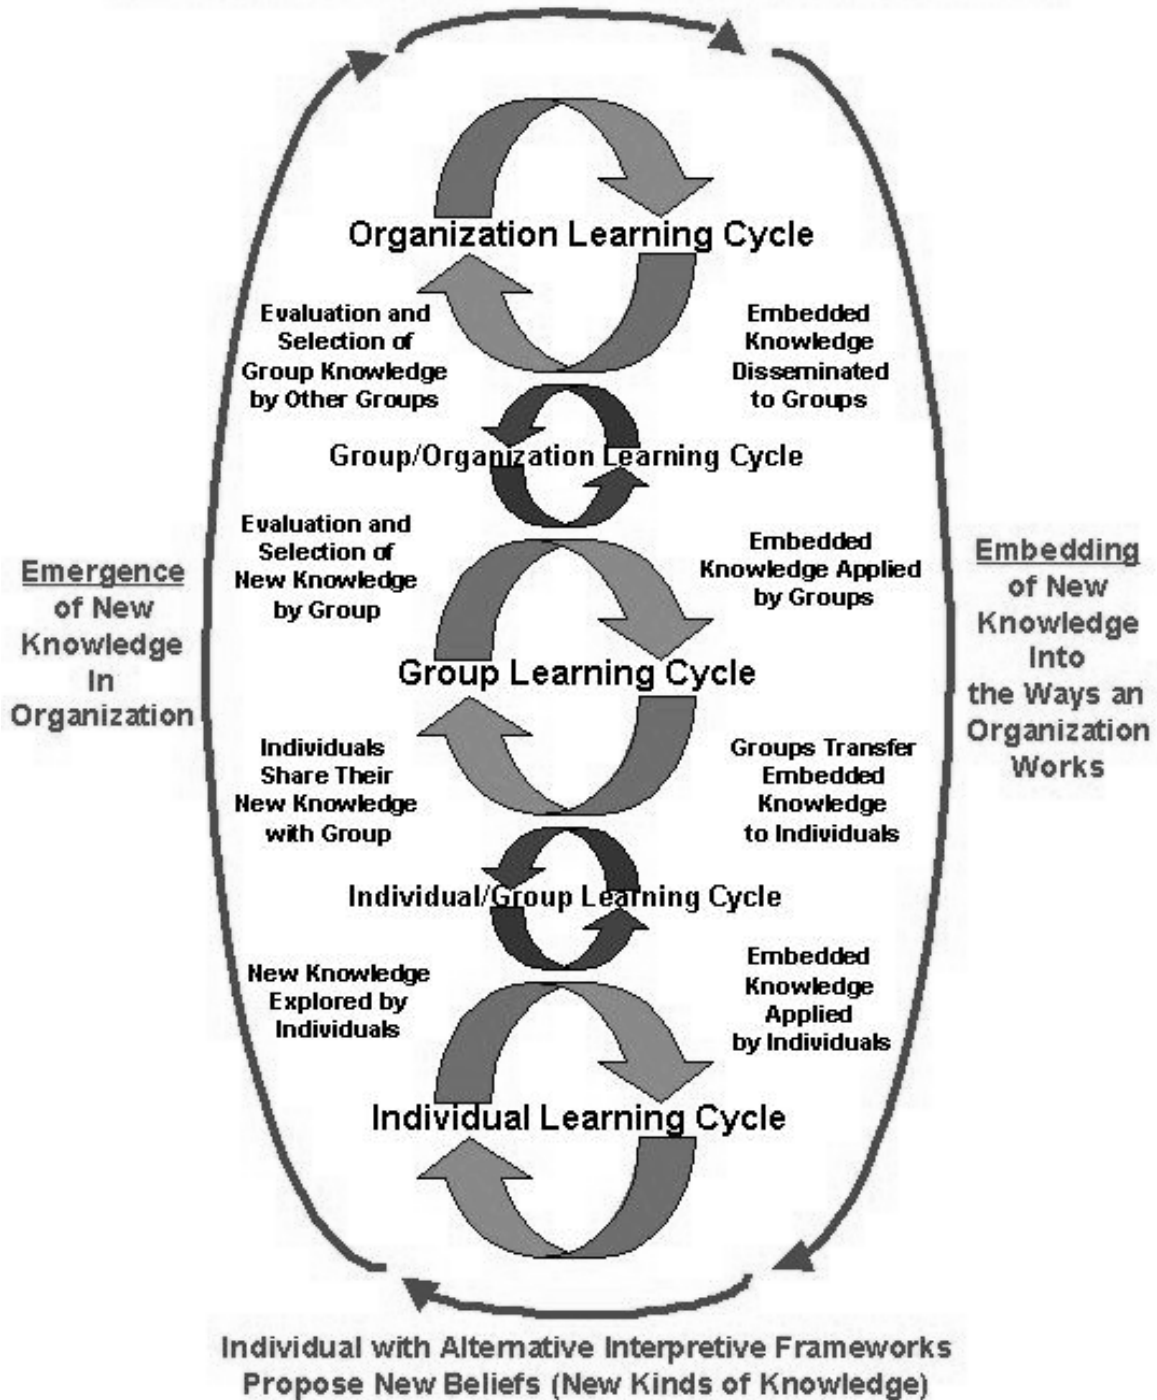 Organization Learning Cycle
Evaluation and
Selection of
Group Knowledge
by Other Groups
Embedded
Knowledge
Disseminated
to Groups
Group/Organization Learning Cycle
Evaluation and
Selection of
New Knowledge
by Group
Embedded
Knowledge Applied
by Groups
Emergence
of New
Knowledge
In
Organization
Embedding
of New
Knowledge
Into
the Ways an
Organization
Works
Group Learning Cycle
Individuals
Share Their
New Knowledge
with Group
Groups Transfer
Embedded
Knowledge
to Individuals
Individual/Group Learning Cycle
New Knowledge
Explored by
Individuals
Embedded
Knowledge
Applied
by Individuals
Individual Learning Cycle
Individual with Alternative Interpretive Frameworks
Propose New Beliefs (New Kinds of Knowledge)